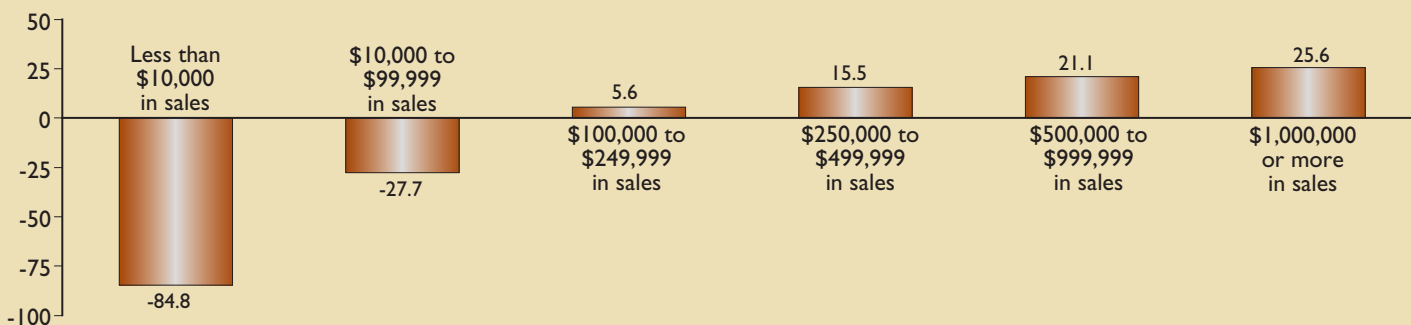 50
25
0
-25
-50
-75
-100
Less than
$10,000
in sales
-84.8
$10,000 to
$99,999
in sales
-27.7
5.6
$100,000 to
$249,999
in sales
15.5
$250,000 to
$499,999
in sales
21.1
$500,000 to
$999,999
in sales
25.6
$1,000,000
or more
in sales